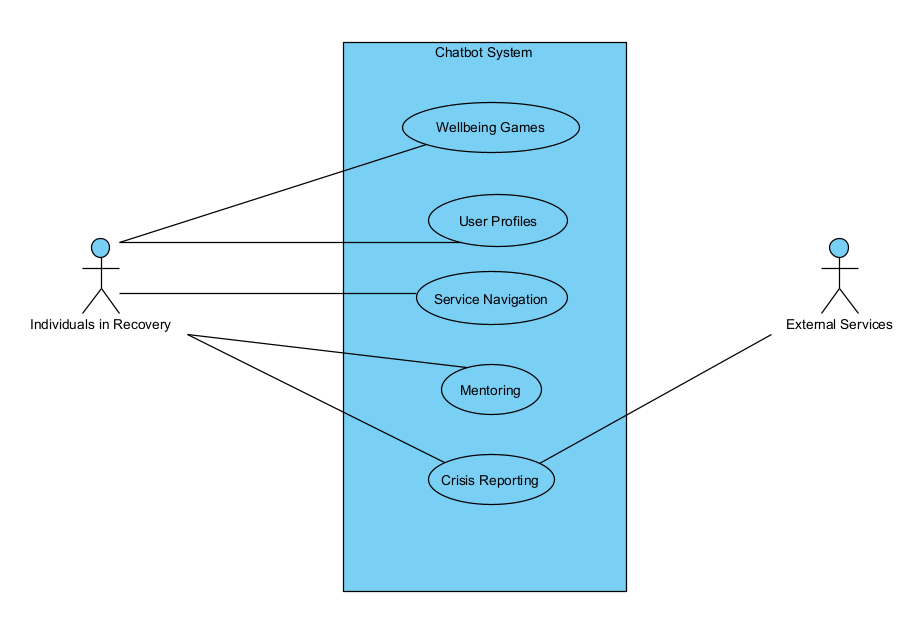 Chatbot System
Wellbeing Games
User Profiles
Service Navigation
Individuals in Recovery
External Services
Mentoring
Crisis Reporting